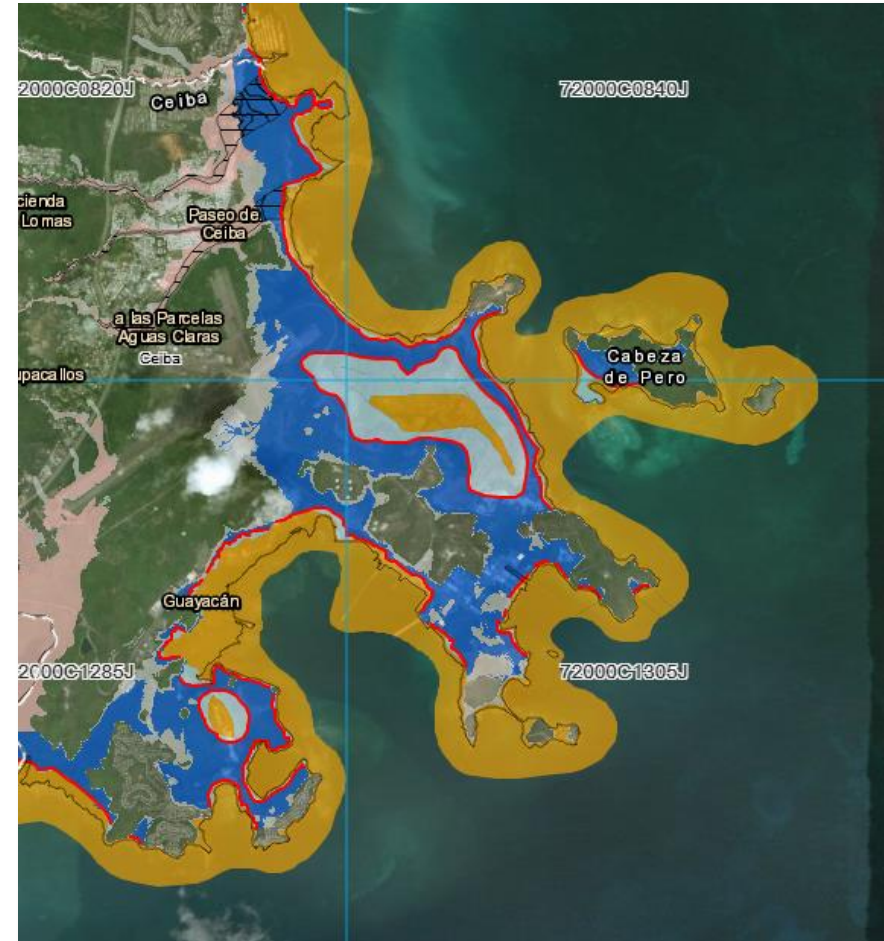 2000C0820J
72000C0840J
Ceiba
cienda
Lomas
Paseo de
Ceiba
a las Parcelas
Aguas Claras
Ceiba
upacallos
Cabeza
de Pero
Guayacán
2000C1285J
72000C1305J